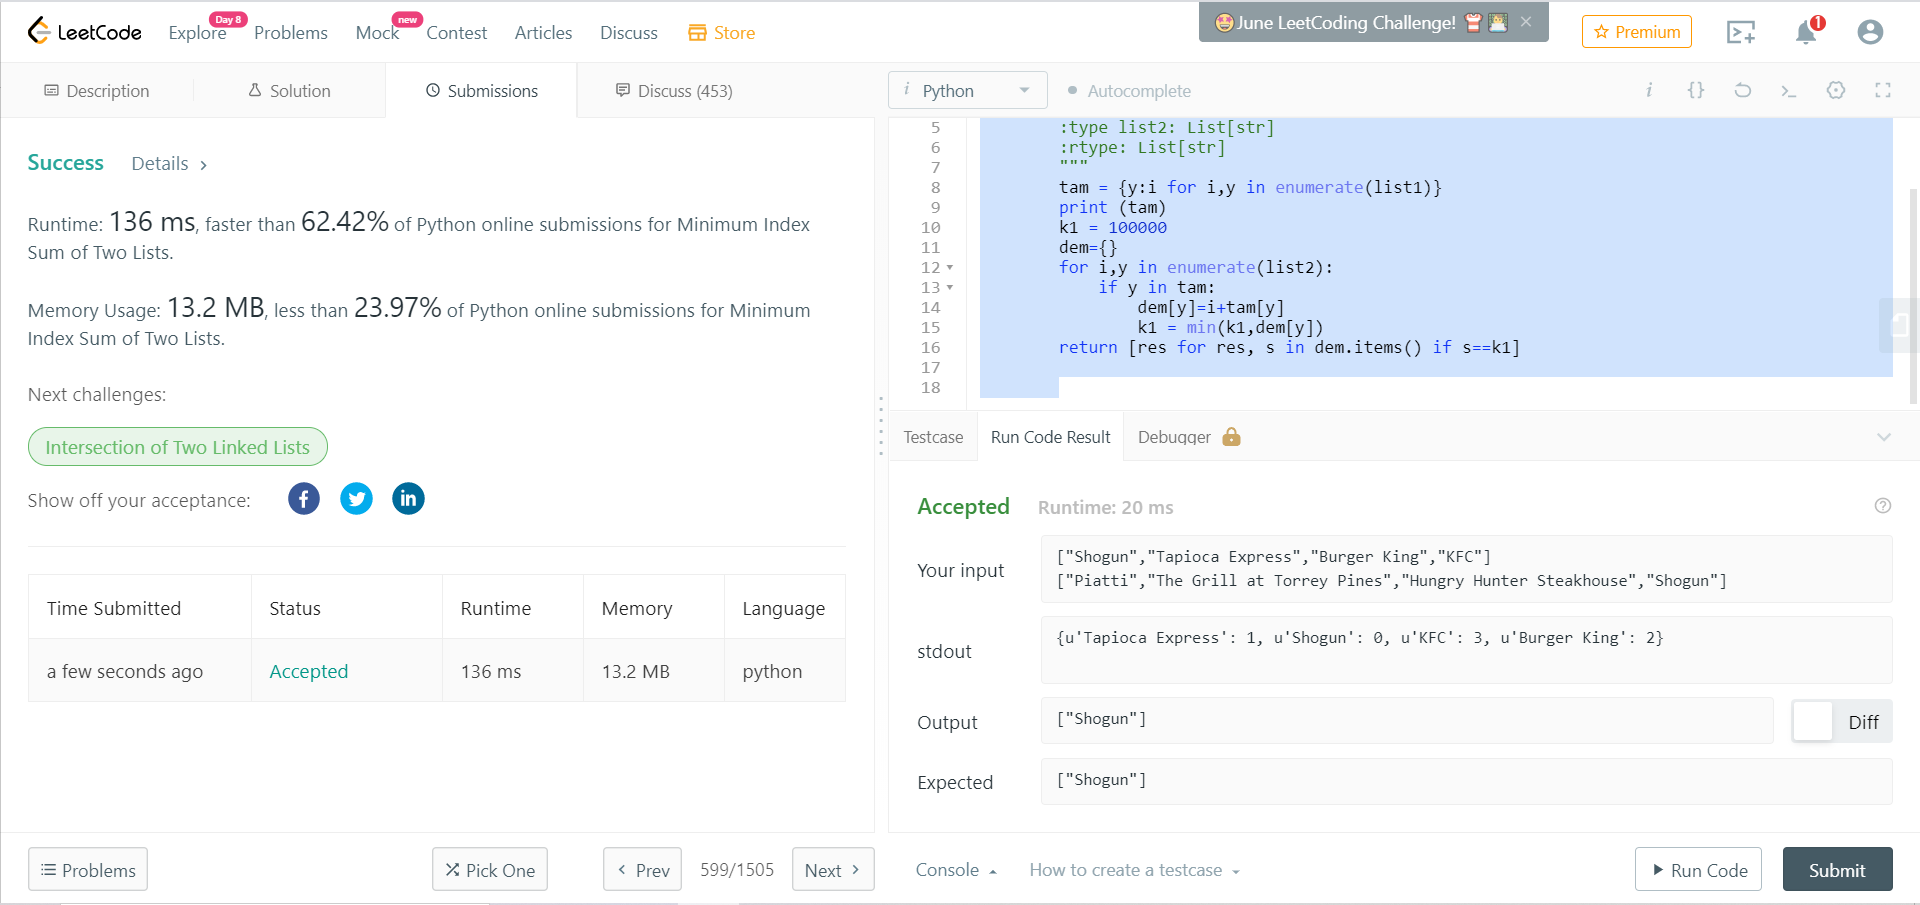 LeetCode
Explore
Day 8
Problems
Mock
new
Contest
Articles
Discuss
Store
June LeetCoding Challenge!
Premium
1
Description
Solution
Submissions
Discuss (453)
i Python
Autocomplete
Success
Details
Runtime: 136 ms, faster than 62.42% of Python online submissions for Minimum Index
Sum of Two Lists.
Memory Usage: 13.2 MB, less than 23.97% of Python online submissions for Minimum
Index Sum of Two Lists.
Next challenges:
Intersection of Two Linked Lists
Show off your acceptance:
Time Submitted Status Runtime Memory Language
a few seconds ago Accepted 136 ms 13.2 MB python
Problems
Pick One
Prev
599/1505
Next
5 :type list2: List[str]
6 :rtype: List[str]
7 """
8 tam = {y:i for i,y in enumerate(list1)}
9 print (tam)
10 k1 = 100000
11 dem={}
12 for i,y in enumerate(list2):
13 if y in tam:
14 dem[y]=i+tam[y]
15 k1 = min(k1,dem[y])
16 return [res for res, s in dem.items() if s==k1]
17
18
Testcase
Run Code Result
Debugger
Accepted
Runtime: 20 ms
Your input
["Shogun","Tapioca Express","Burger King","KFC"]
["Piatti","The Grill at Torrey Pines","Hungry Hunter Steakhouse","Shogun"]
stdout
{u'Tapioca Express': 1, u'Shogun': 0, u'KFC': 3, u'Burger King': 2}
Output
["Shogun"]
Diff
Expected
["Shogun"]
Console
How to create a testcase
Run Code
Submit